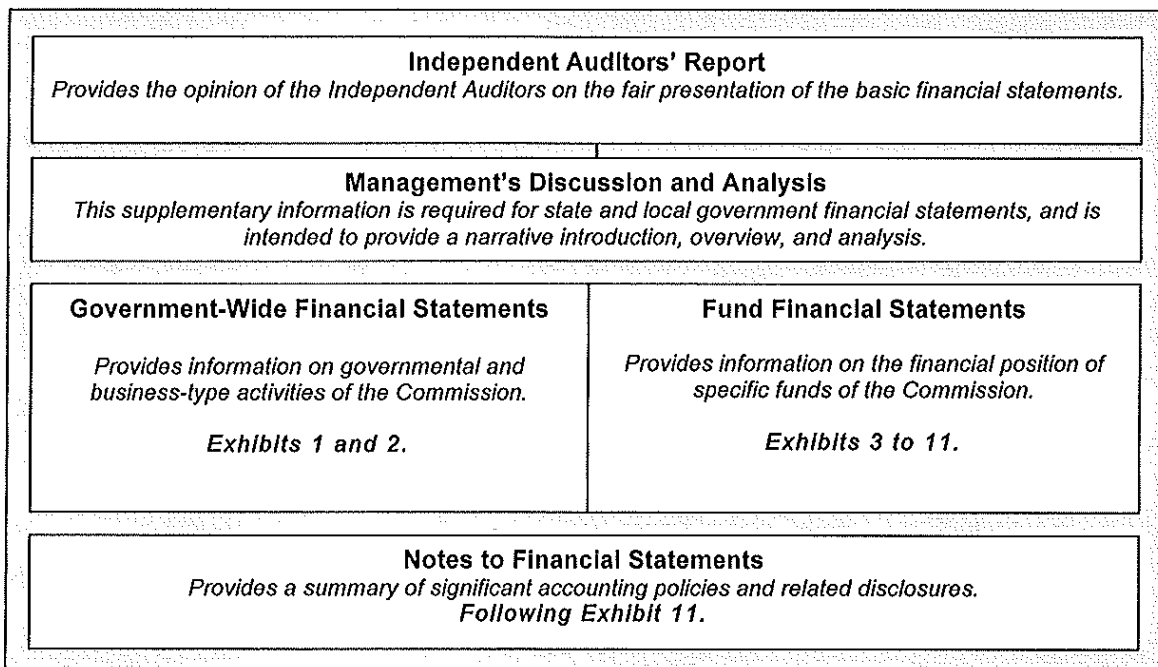 Independent Auditors' Report
Provides the opinion of the Independent Auditors on the fair presentation of the basic financial statements.
Management's Discussion and Analysis
This supplementary information is required for state and local government financial statements, and is
intended to provide a narrative introduction, overview, and analysis.
Government-Wide Financial Statements
Provides information on governmental and
business-type activities of the Commission.
Exhibits 1 and 2.
Fund Financial Statements
Provides information on the financial position of
specific funds of the Commission.
Exhibits 3 to 11.
Notes to Financial Statements
Provides a summary of significant accounting policies and related disclosures.
Following Exhibit 11.